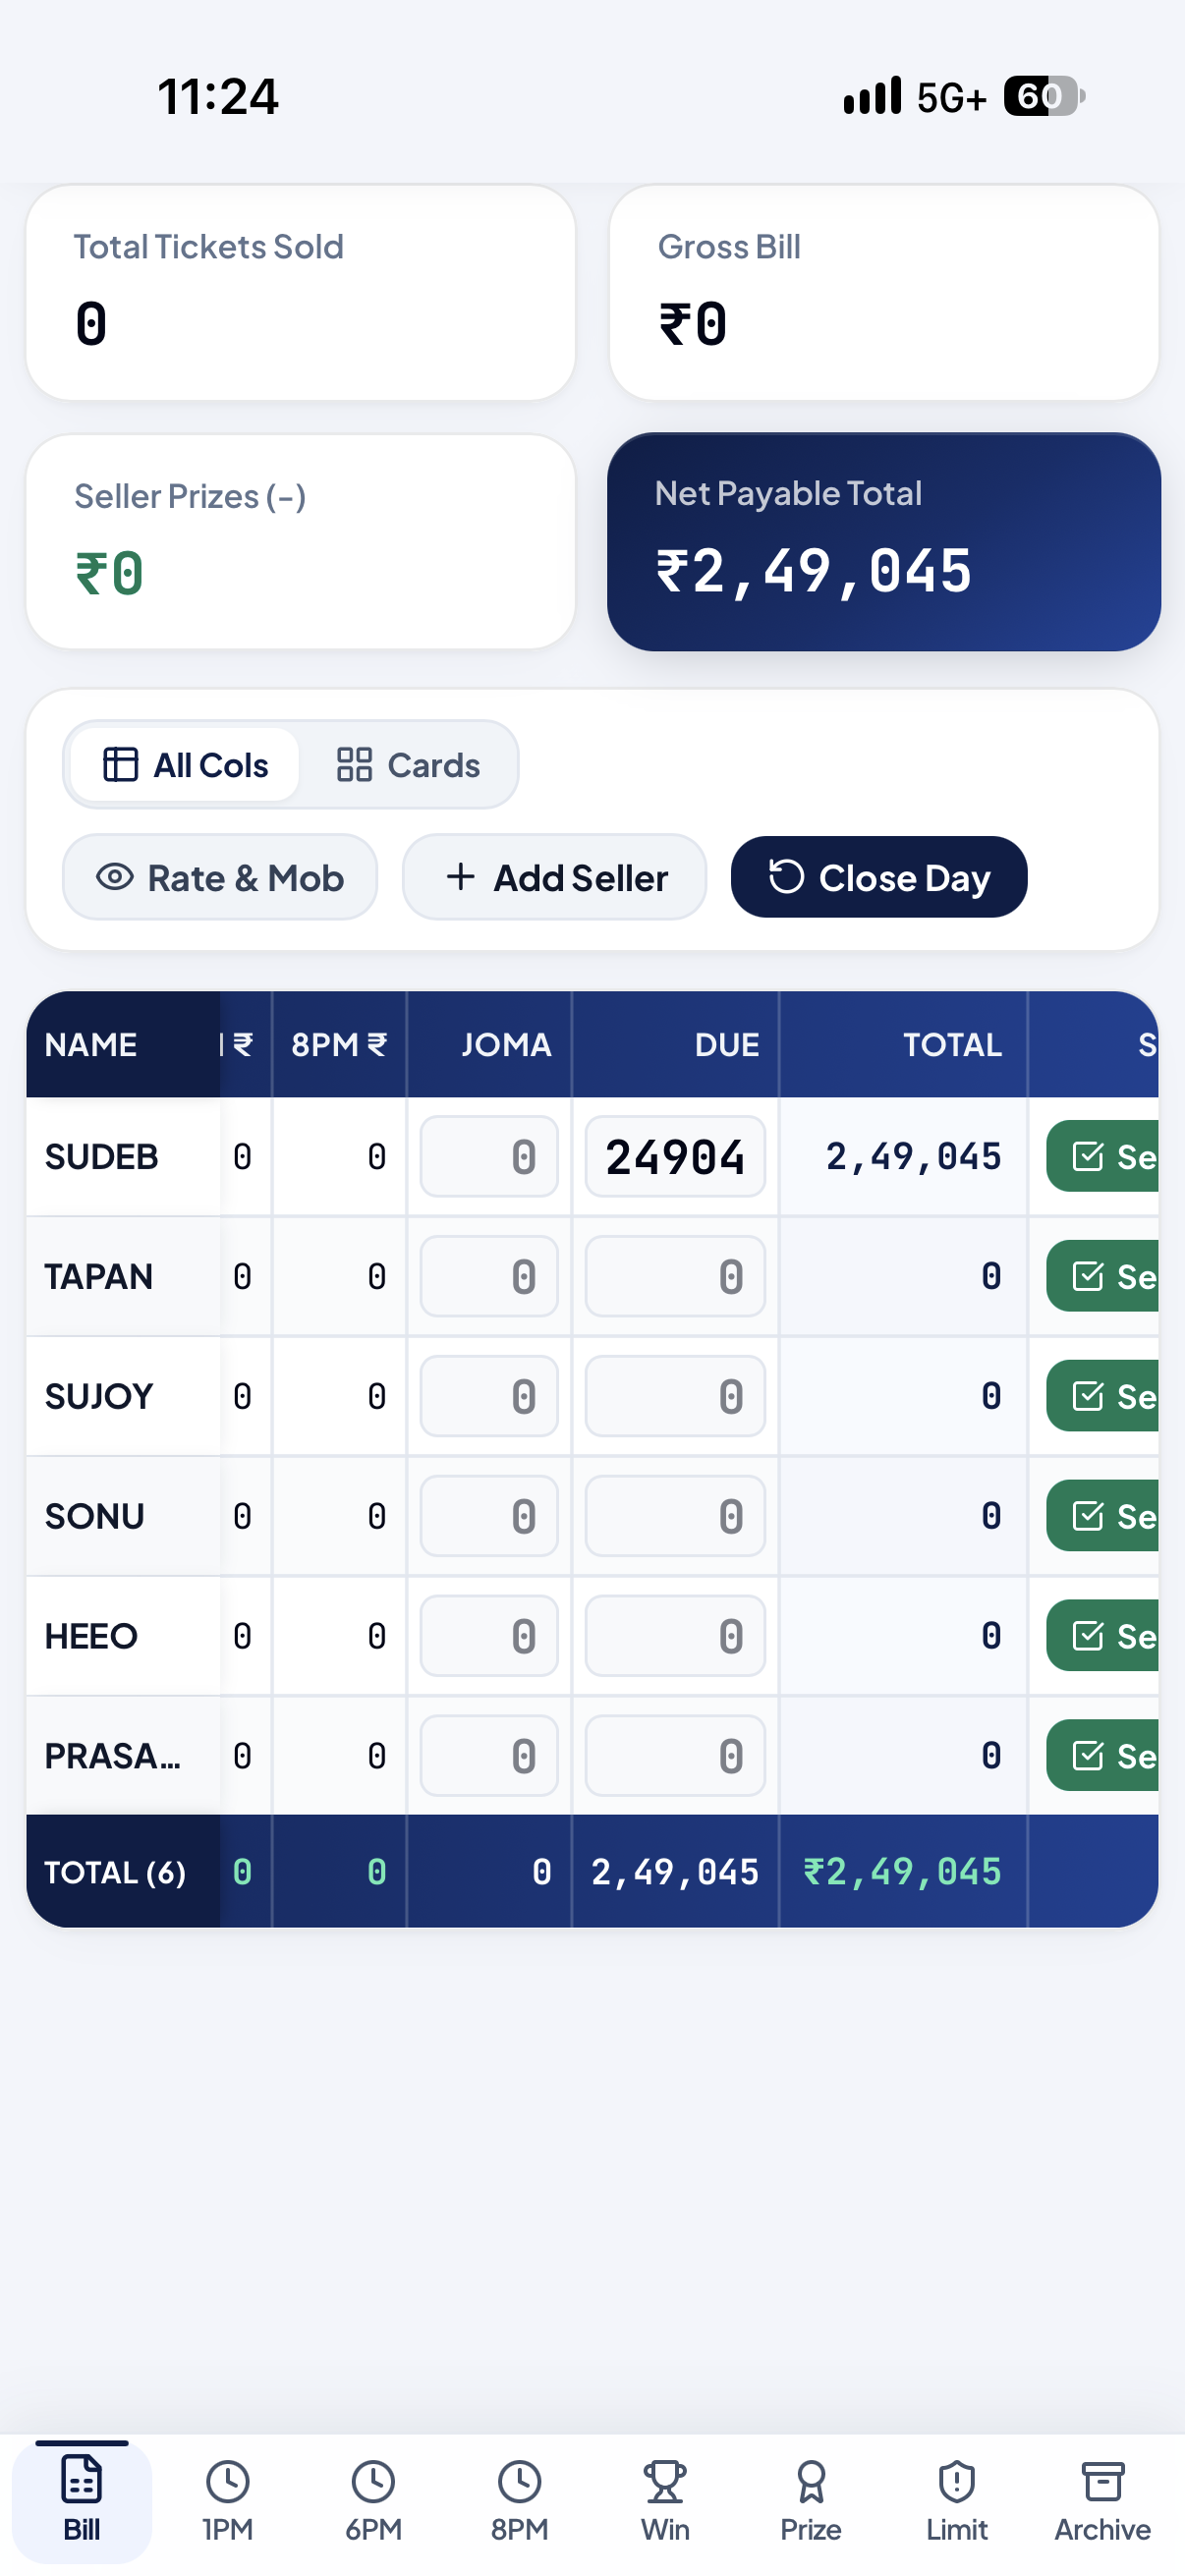 11:24 5G+ 60
Total Tickets Sold Gross Bill
0 ₹0
Seller Prizes (-) Net Payable Total
₹0 ₹2,49,045
All Cols Cards
Rate & Mob + Add Seller Close Day
NAME ₹ 8PM ₹ JOMA DUE TOTAL S
SUDEB 0 0 0 24904 2,49,045 Se
TAPAN 0 0 0 0 0 Se
SUJOY 0 0 0 0 0 Se
SONU 0 0 0 0 0 Se
HEEO 0 0 0 0 0 Se
PRASA... 0 0 0 0 0 Se
TOTAL (6) 0 0 0 2,49,045 ₹2,49,045
Bill 1PM 6PM 8PM Win Prize Limit Archive